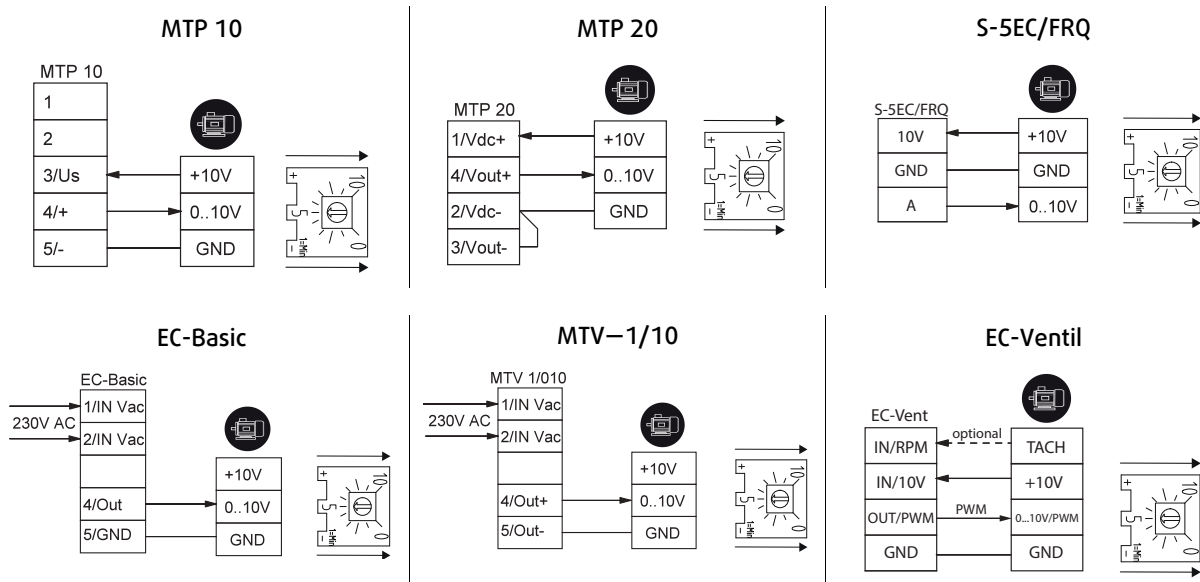 MTP 10
MTP 10
1
2
3/Us
4/+
5/-
+10V
0..10V
GND
+
5
-
1=Min
10
0
MTP 20
MTP 20
1/Vdc+
4/Vout+
2/Vdc-
3/Vout-
+10V
0..10V
GND
+
5
-
1=Min
10
0
S-5EC/FRQ
S-5EC/FRQ
10V
GND
A
+10V
GND
0..10V
+
5
-
1=Min
10
0
EC-Basic
EC-Basic
230V AC
1/IN Vac
2/IN Vac
4/Out
5/GND
+10V
0..10V
GND
+
5
-
1=Min
10
0
MTV–1/10
MTV 1/010
230V AC
1/IN Vac
2/IN Vac
4/Out+
5/Out-
+10V
0..10V
GND
+
5
-
1=Min
10
0
EC-Ventil
EC-Vent
IN/RPM
optional
TACH
IN/10V
+10V
OUT/PWM
PWM
0...10V/PWM
GND
GND
+
5
-
1=Min
10
0